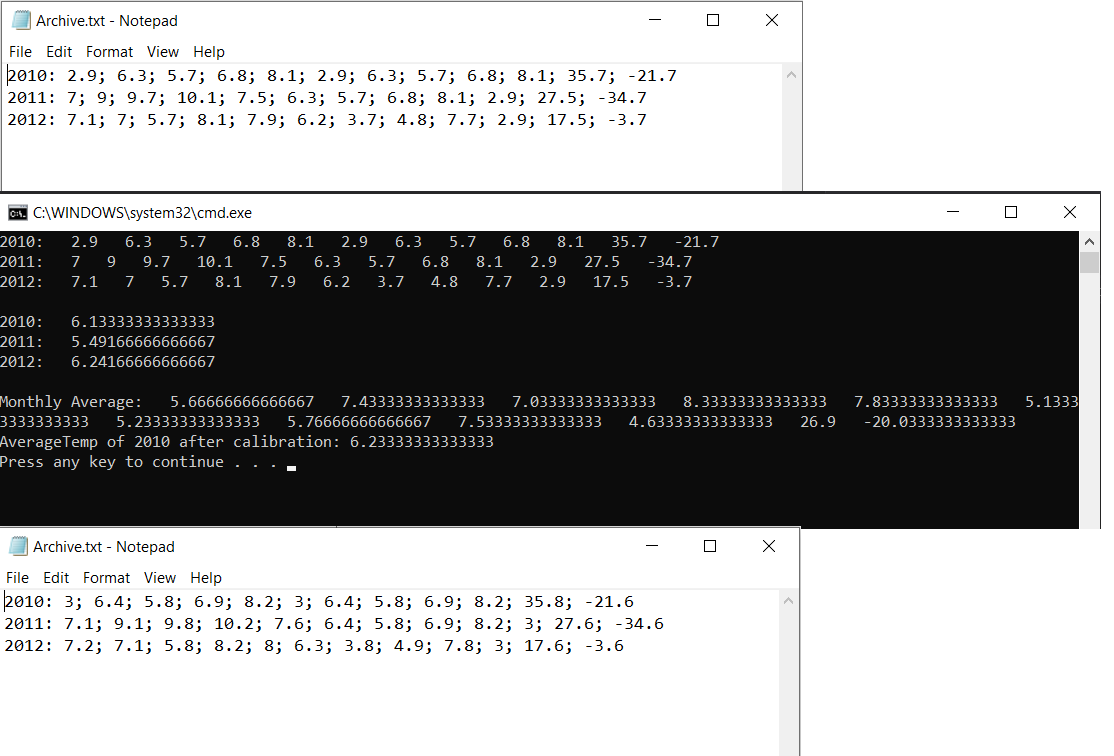 Archive.txt - Notepad
File Edit Format View Help
2010: 2.9; 6.3; 5.7; 6.8; 8.1; 2.9; 6.3; 5.7; 6.8; 8.1; 35.7; -21.7
2011: 7; 9; 9.7; 10.1; 7.5; 6.3; 5.7; 6.8; 8.1; 2.9; 27.5; -34.7
2012: 7.1; 7; 5.7; 8.1; 7.9; 6.2; 3.7; 4.8; 7.7; 2.9; 17.5; -3.7
C:\WINDOWS\system32\cmd.exe
2010:   2.9   6.3   5.7   6.8   8.1   2.9   6.3   5.7   6.8   8.1   35.7   -21.7
2011:   7   9   9.7   10.1   7.5   6.3   5.7   6.8   8.1   2.9   27.5   -34.7
2012:   7.1   7   5.7   8.1   7.9   6.2   3.7   4.8   7.7   2.9   17.5   -3.7
2010:   6.13333333333333
2011:   5.49166666666667
2012:   6.24166666666667
Monthly Average:   5.66666666666667   7.43333333333333   7.03333333333333   8.33333333333333   7.83333333333333   5.1333
3333333333   5.23333333333333   5.76666666666667   7.53333333333333   4.63333333333333   26.9   -20.0333333333333
AverageTemp of 2010 after calibration: 6.23333333333333
Press any key to continue . . .
Archive.txt - Notepad
File Edit Format View Help
2010: 3; 6.4; 5.8; 6.9; 8.2; 3; 6.4; 5.8; 6.9; 8.2; 35.8; -21.6
2011: 7.1; 9.1; 9.8; 10.2; 7.6; 6.4; 5.8; 6.9; 8.2; 3; 27.6; -34.6
2012: 7.2; 7.1; 5.8; 8.2; 8; 6.3; 3.8; 4.9; 7.8; 3; 17.6; -3.6